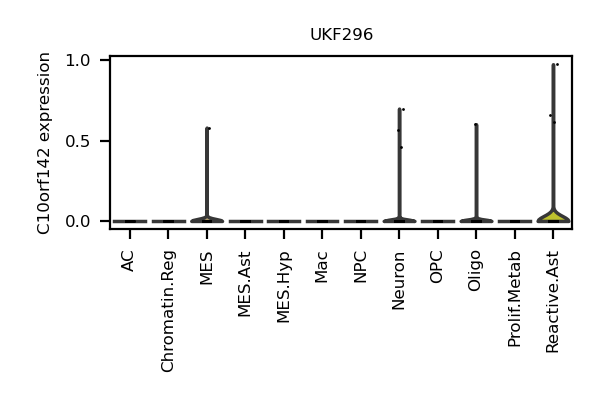 UKF296
C10orf142 expression
1.0
0.5
0.0
AC
Chromatin.Reg
MES
MES.Ast
MES.Hyp
Mac
NPC
Neuron
OPC
Oligo
Prolif.Metab
Reactive.Ast